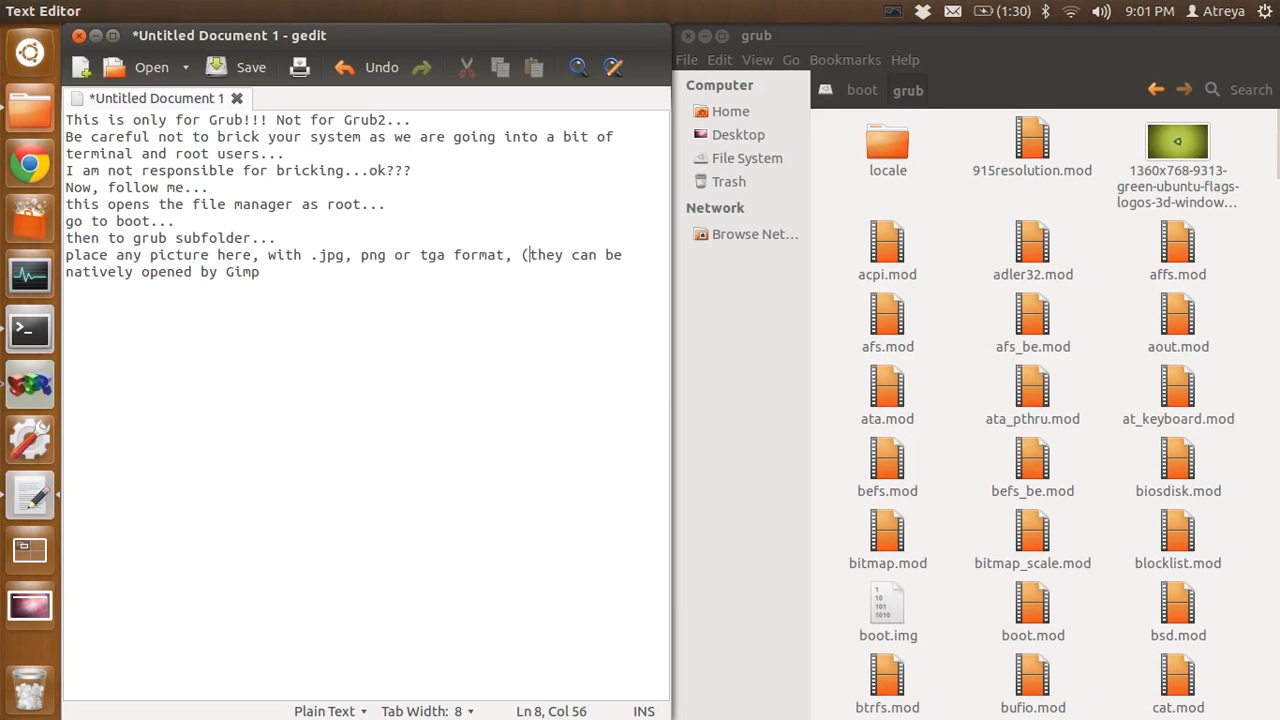 Text Editor
(1:30)
9:01 PM
Atreya
*Untitled Document 1 - gedit
Open
Save
Undo
*Untitled Document 1
This is only for Grub!!! Not for Grub2...
Be careful not to brick your system as we are going into a bit of
terminal and root users...
I am not responsible for bricking...ok???
Now, follow me...
this opens the file manager as root...
go to boot...
then to grub subfolder...
place any picture here, with .jpg, png or tga format, (they can be
natively opened by Gimp
Plain Text
Tab Width: 8
Ln 8, Col 56
INS
grub
File Edit View Go Bookmarks Help
Computer
Home
Desktop
File System
Trash
Network
Browse Net...
boot
grub
Search
locale
915resolution.mod
1360x768-9313-
green-ubuntu-flags-
logos-3d-window...
acpi.mod
adler32.mod
affs.mod
afs.mod
afs_be.mod
aout.mod
ata.mod
ata_pthru.mod
at_keyboard.mod
befs.mod
befs_be.mod
biosdisk.mod
bitmap.mod
bitmap_scale.mod
blocklist.mod
1
10
101
1010
boot.img
boot.mod
bsd.mod
btrfs.mod
bufio.mod
cat.mod